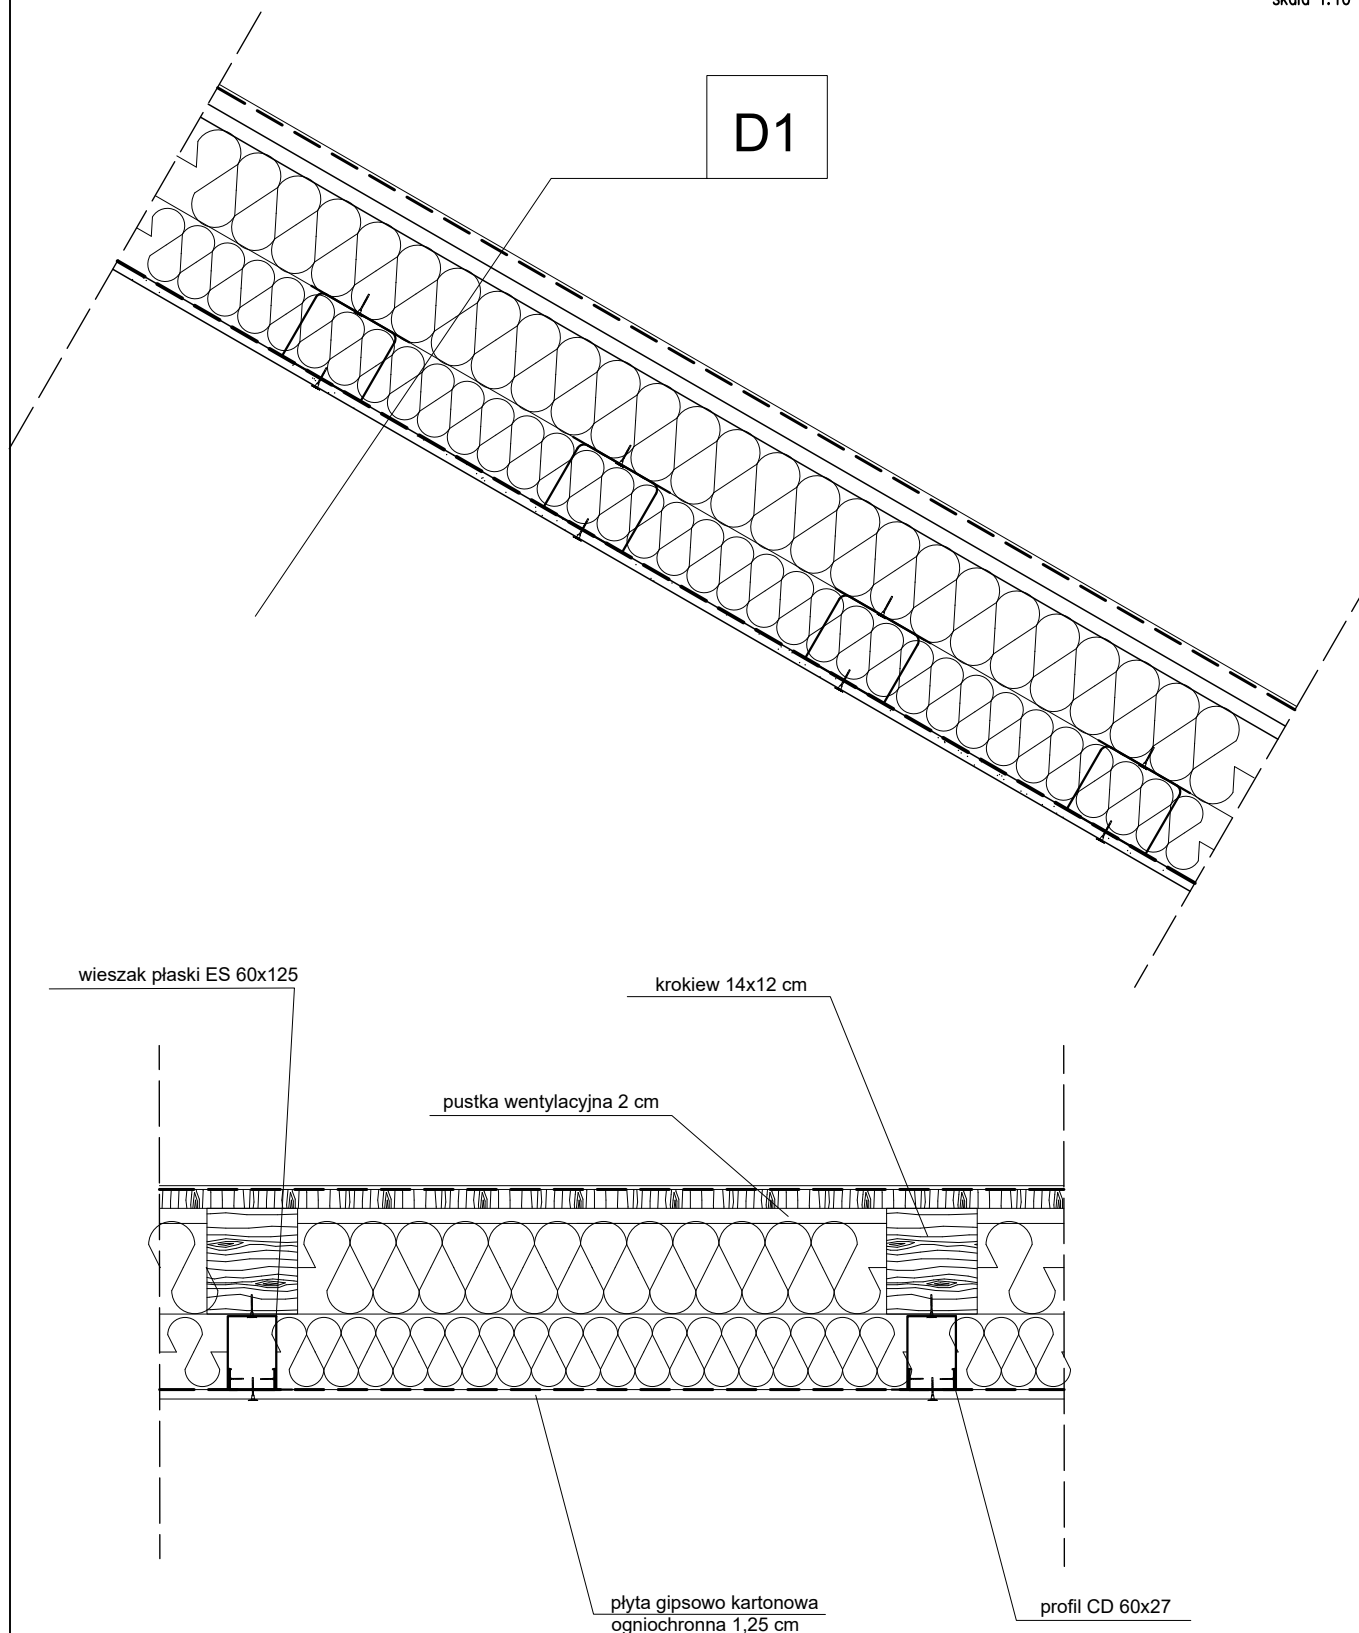 skala 1:10
D1
wieszak płaski ES 60x125
krokiew 14x12 cm
pustka wentylacyjna 2 cm
płyta gipsowo kartonowa
ogniochronna 1,25 cm
profil CD 60x27